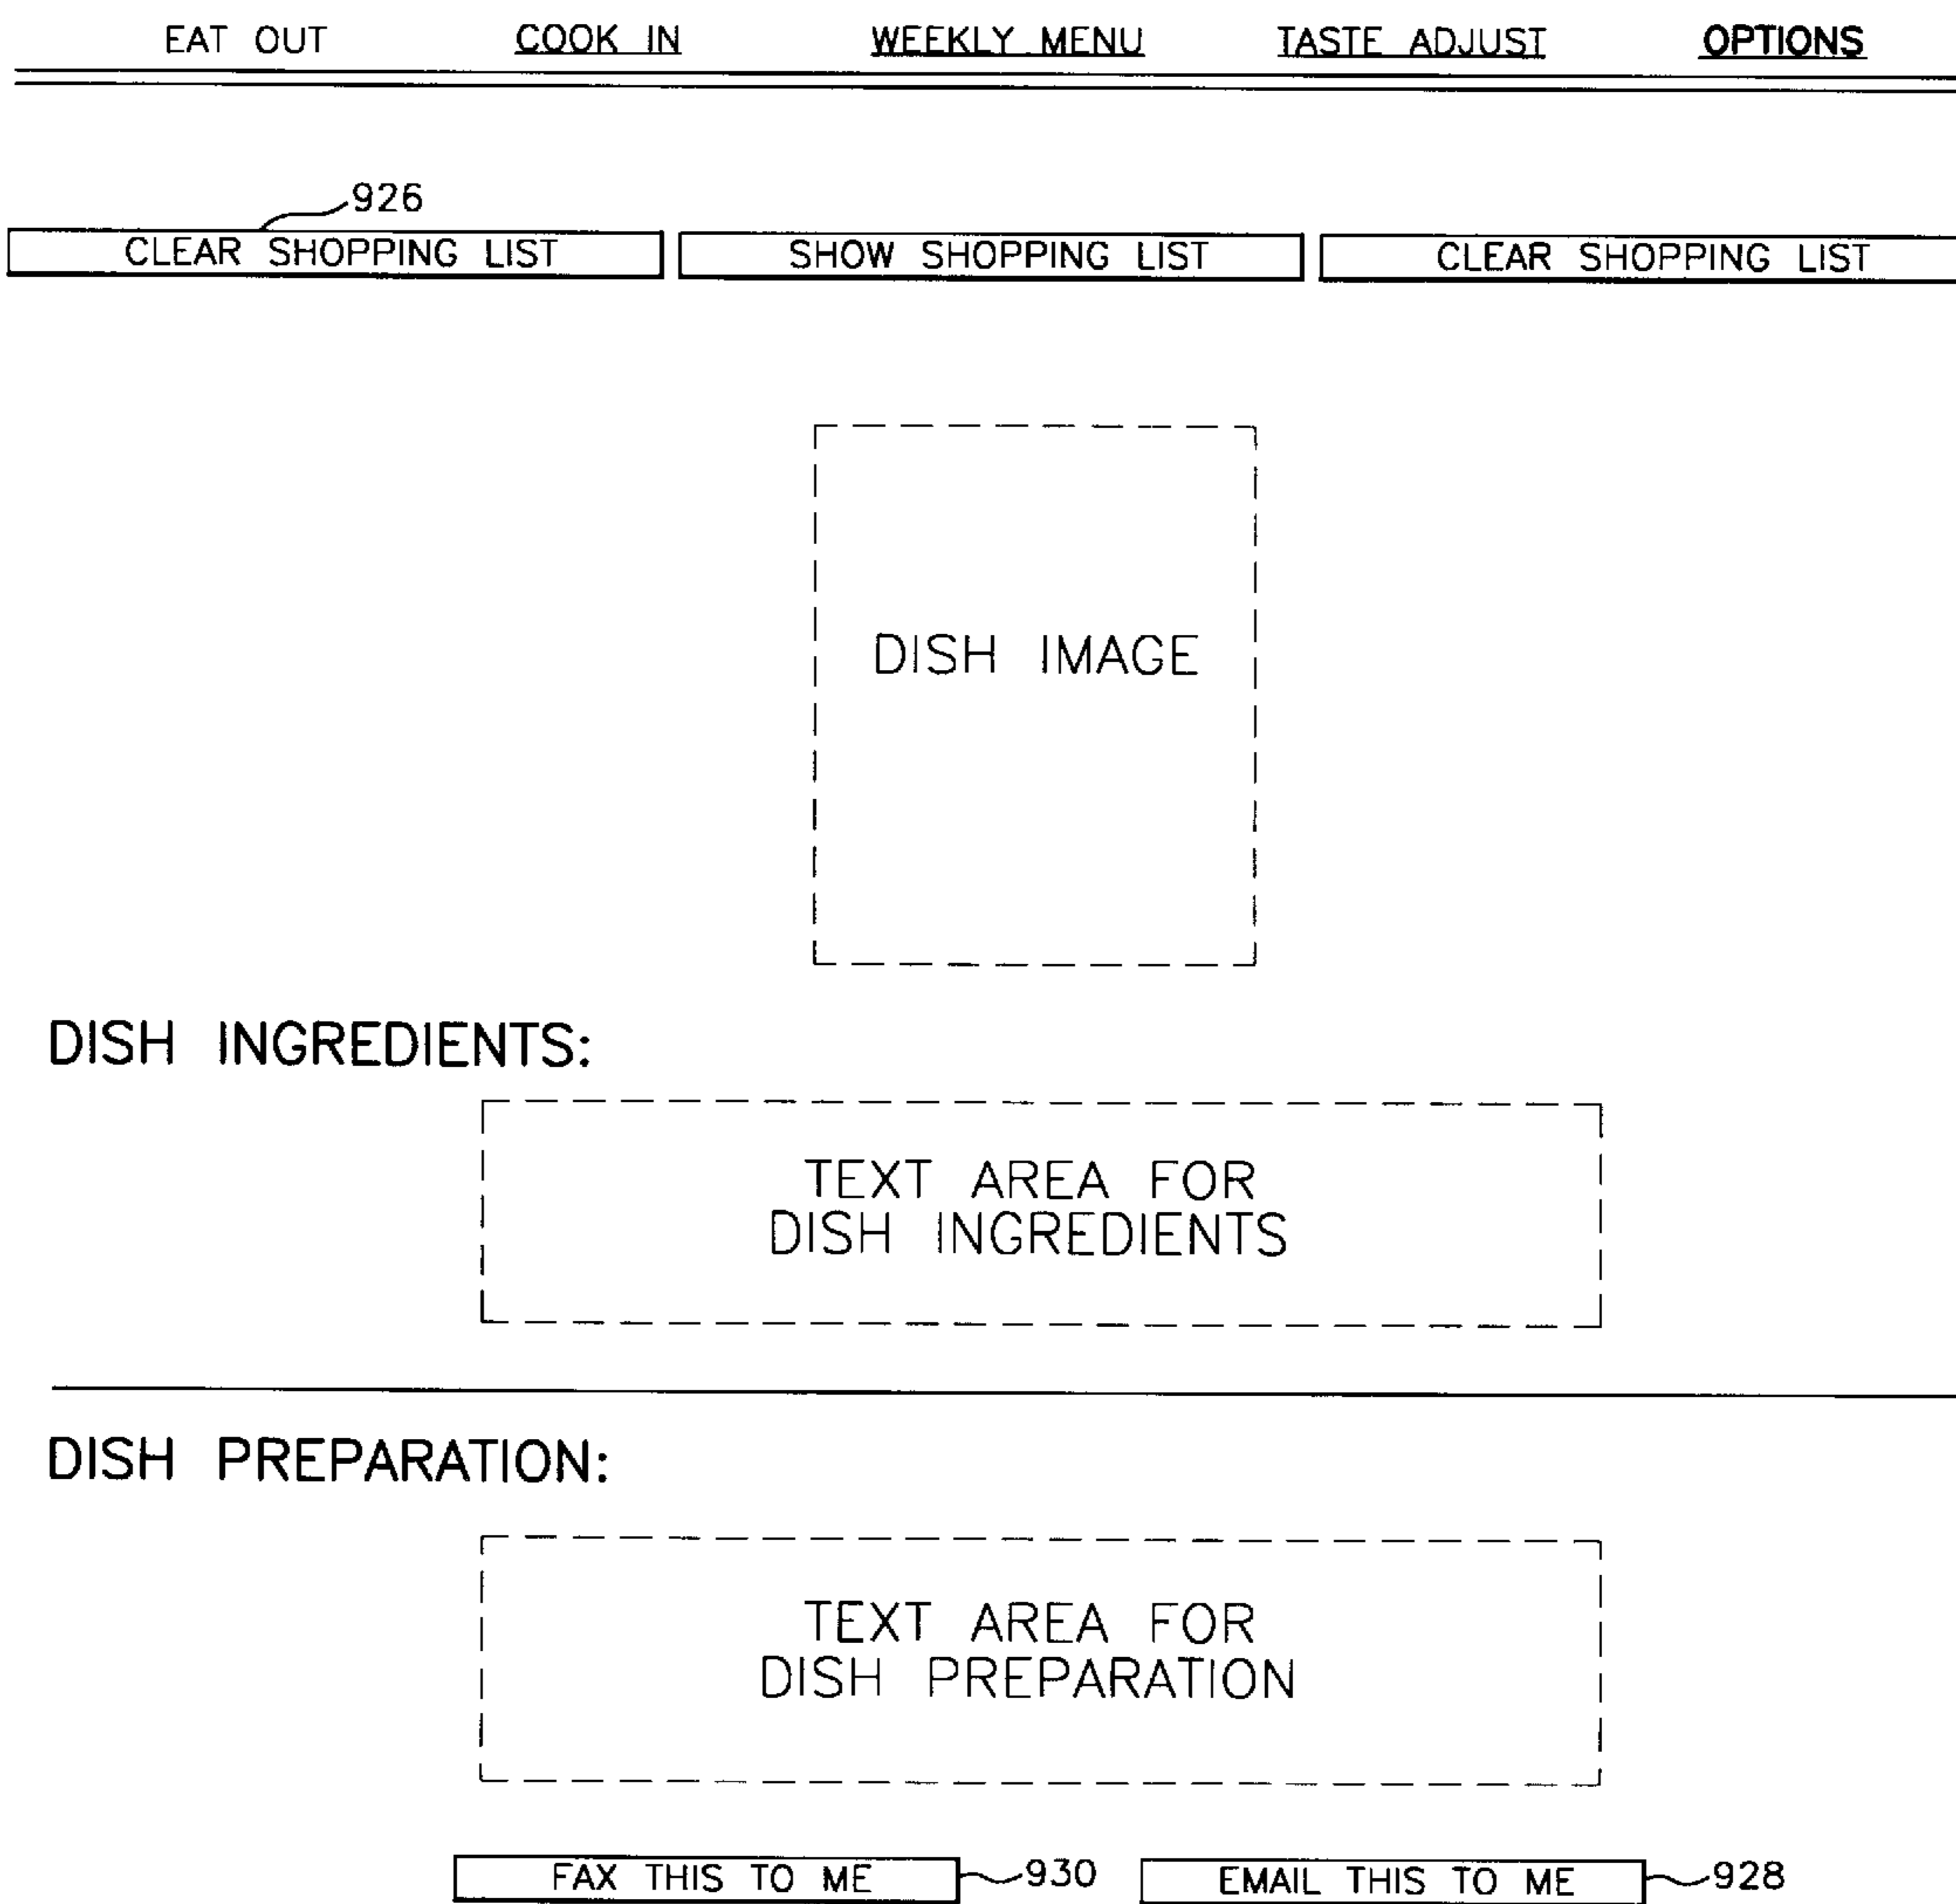 EAT OUT COOK IN WEEKLY MENU TASTE ADJUST OPTIONS
926
CLEAR SHOPPING LIST SHOW SHOPPING LIST CLEAR SHOPPING LIST
DISH IMAGE
DISH INGREDIENTS:
TEXT AREA FOR
DISH INGREDIENTS
DISH PREPARATION:
TEXT AREA FOR
DISH PREPARATION
FAX THIS TO ME 930 EMAIL THIS TO ME 928